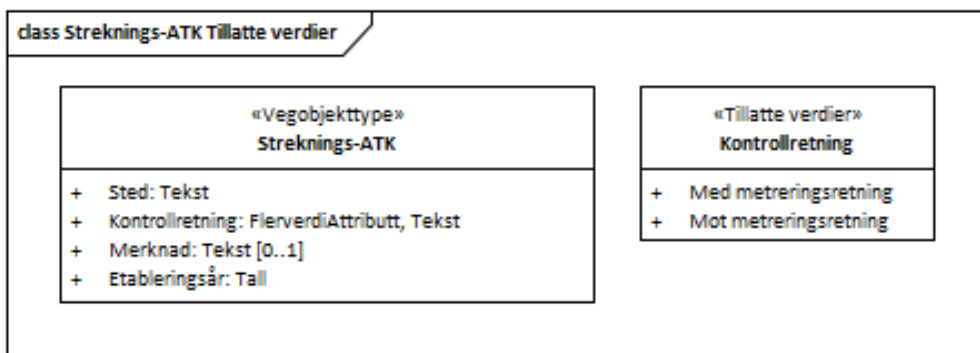 class Streknings-ATK Tillatte verdier
«Vegobjekttype»
Streknings-ATK
+ Sted: Tekst
+ Kontrollretning: FlerverdiAttributt, Tekst
+ Merknad: Tekst [0..1]
+ Etableringsår: Tall
«Tillatte verdier»
Kontrollretning
+ Med metreringsretning
+ Mot metreringsretning